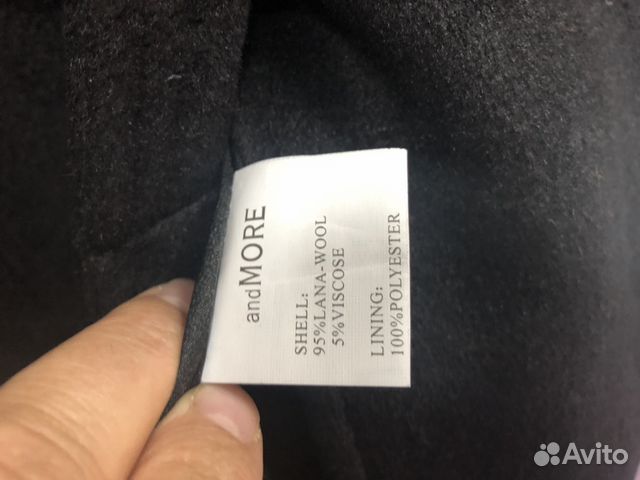 andMORE
SHELL:
95%LANA-WOOL
5%VISCOSE
LINING:
100%POLYESTER
Avito